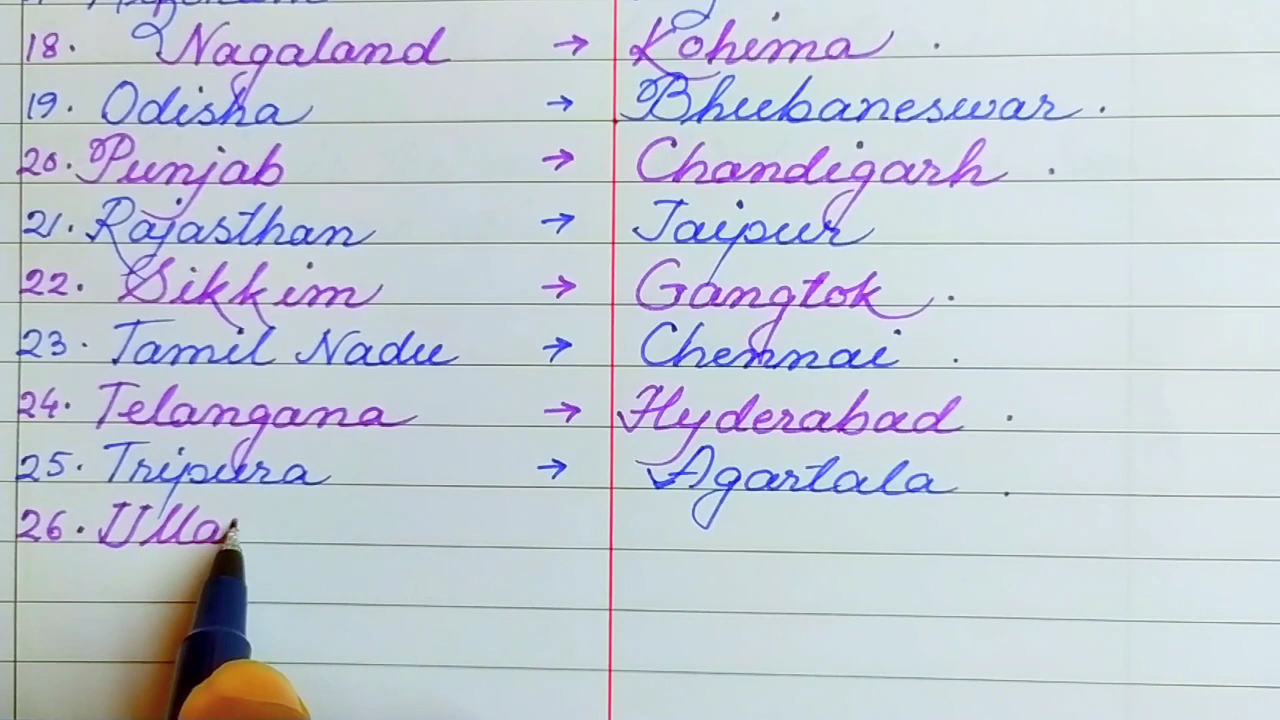 18. Nagaland → Kohima.
19. Odisha → Bhubaneswar.
20. Punjab → Chandigarh.
21. Rajasthan → Jaipur
22. Sikkim → Gangtok.
23. Tamil Nadu → Chennai.
24. Telangana → Hyderabad.
25. Tripura → Agartala.
26. Utta